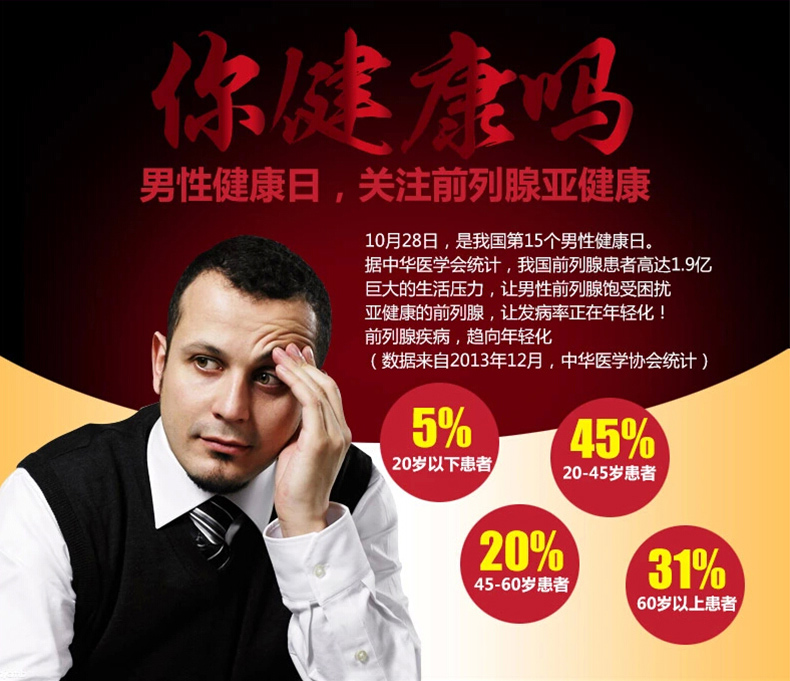 你健康吗
男性健康日，关注前列腺亚健康
10月28日，是我国第15个男性健康日。
据中华医学会统计，我国前列腺患者高达1.9亿
巨大的生活压力，让男性前列腺饱受困扰
亚健康的前列腺，让发病率正在年轻化！
前列腺疾病，趋向年轻化
（数据来自2013年12月，中华医学协会统计）
5%
20岁以下患者
45%
20-45岁患者
20%
45-60岁患者
31%
60岁以上患者